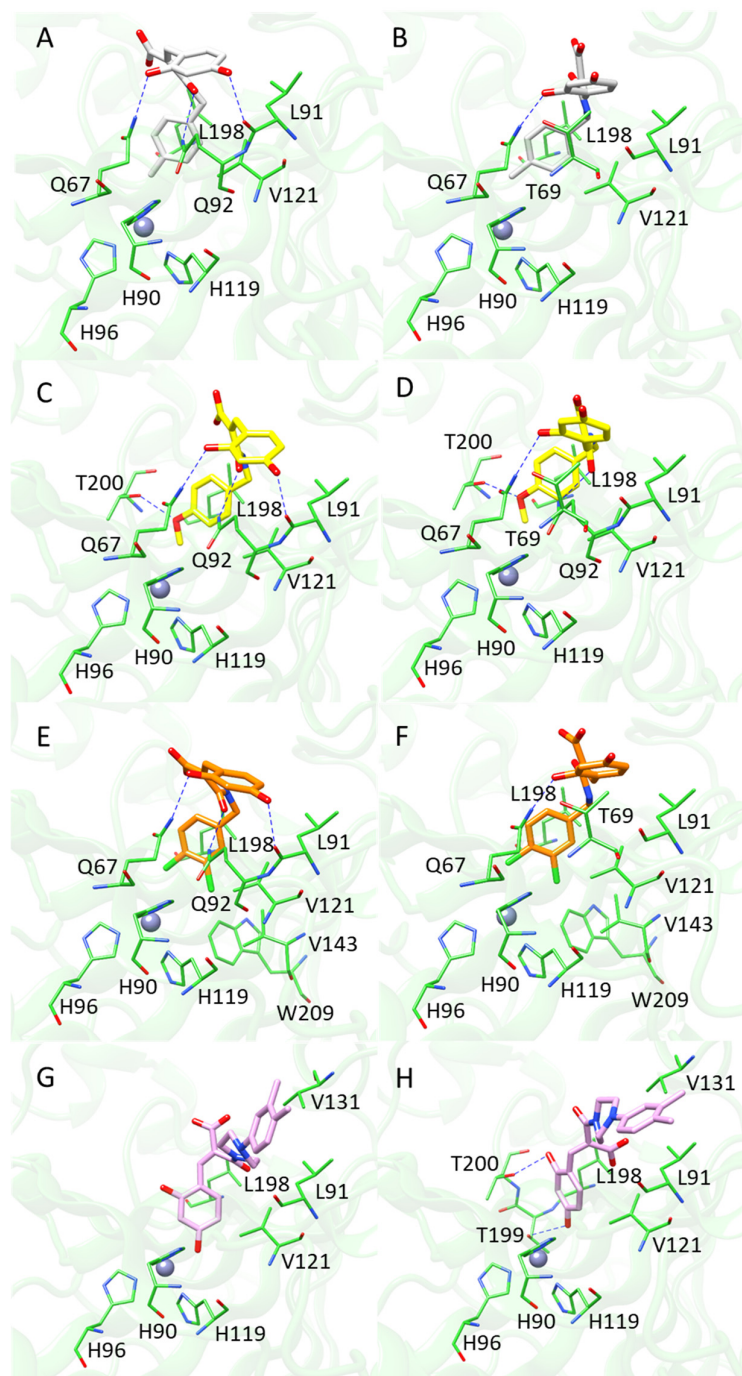 A
L198
L91
Q67
Q92
V121
H90
H119
H96
B
L198
L91
Q67
T69
V121
H90
H119
H96
C
T200
L198
L91
Q67
Q92
V121
H90
H119
H96
D
T200
L198
L91
Q67
T69
Q92
V121
H90
H119
H96
E
L198
L91
Q67
Q92
V121
V143
H90
H119
H96
W209
F
L198
T69
L91
Q67
V121
V143
H90
H119
H96
W209
G
V131
L198
L91
V121
H90
H119
H96
H
V131
T200
L198
L91
T199
V121
H90
H119
H96